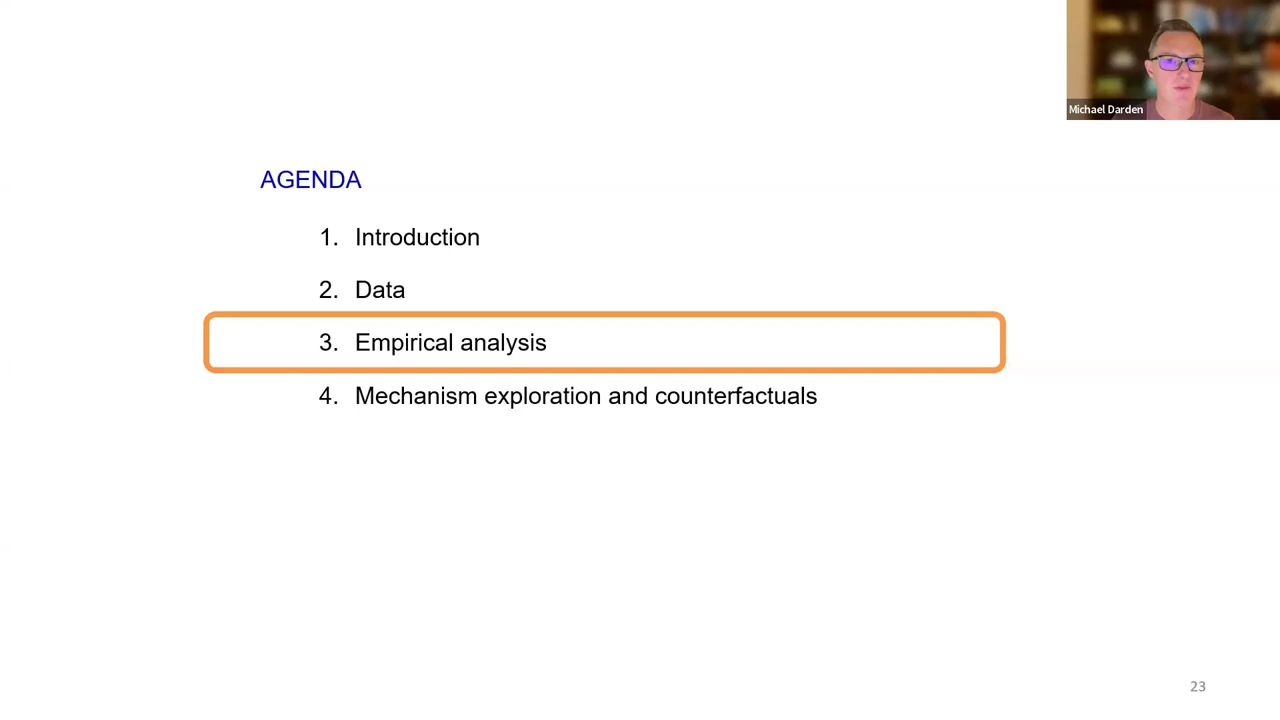 Michael Darden
AGENDA
1. Introduction
2. Data
3. Empirical analysis
4. Mechanism exploration and counterfactuals
23